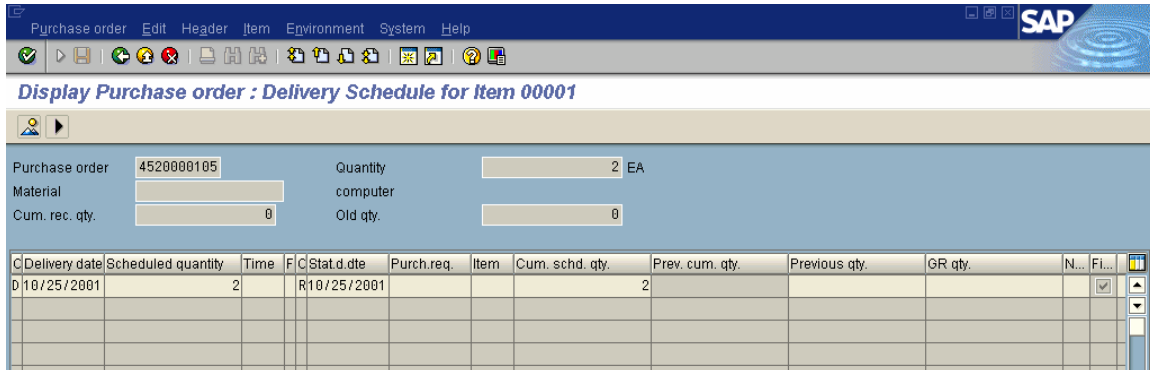 Purchase order Edit Header Item Environment System Help
SAP
Display Purchase order : Delivery Schedule for Item 00001
Purchase order 4520000105 Quantity 2 EA
Material computer
Cum. rec. qty. 0 Old qty. 0
C Delivery date Scheduled quantity Time F C Stat.d.dte Purch.req. Item Cum. schd. qty. Prev. cum. qty. Previous qty. GR qty. N... Fi...
D 10/25/2001 2 R 10/25/2001 2